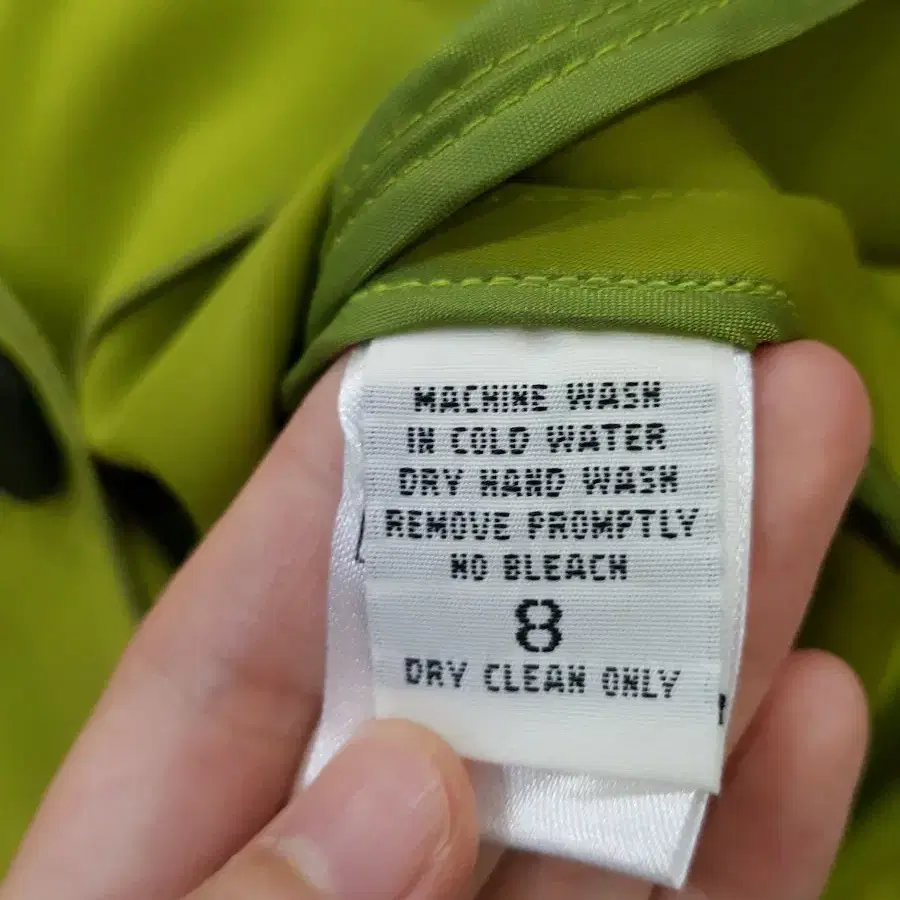 MACHINE WASH
IN COLD WATER
DRY HAND WASH
REMOVE PROMPTLY
NO BLEACH
8
DRY CLEAN ONLY